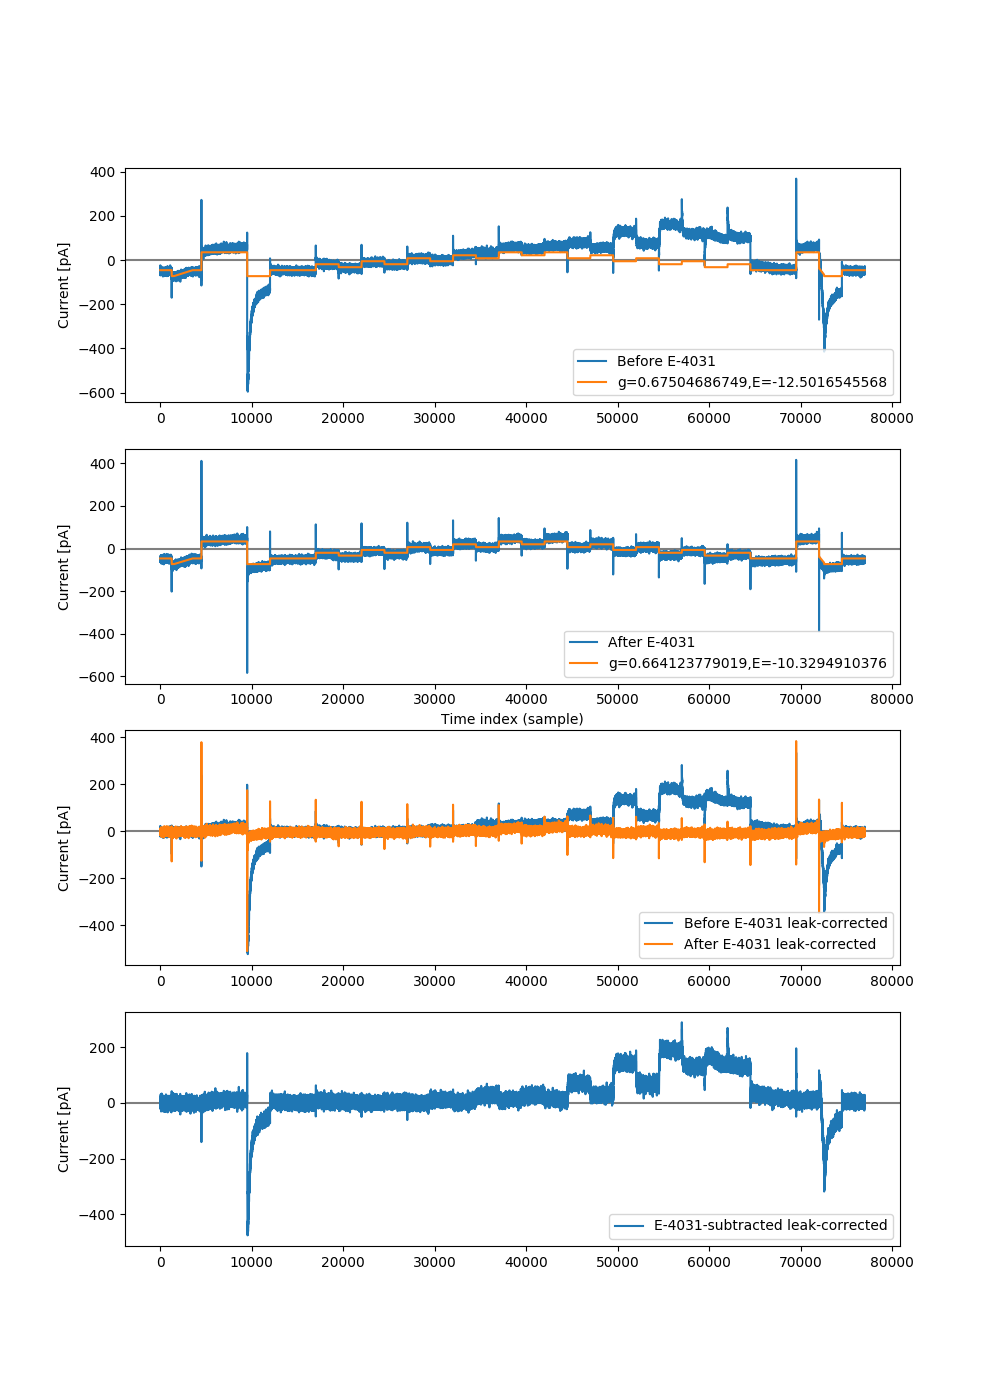 400
200
0
−200
−400
−600
Current [pA]
Before E-4031
g=0.67504686749,E=-12.5016545568
0 10000 20000 30000 40000 50000 60000 70000 80000
400
200
0
−200
−400
−600
Current [pA]
After E-4031
g=0.664123779019,E=-10.3294910376
0 10000 20000 30000 40000 50000 60000 70000 80000
Time index (sample)
400
200
0
−200
−400
Current [pA]
Before E-4031 leak-corrected
After E-4031 leak-corrected
0 10000 20000 30000 40000 50000 60000 70000 80000
200
0
−200
−400
Current [pA]
E-4031-subtracted leak-corrected
0 10000 20000 30000 40000 50000 60000 70000 80000